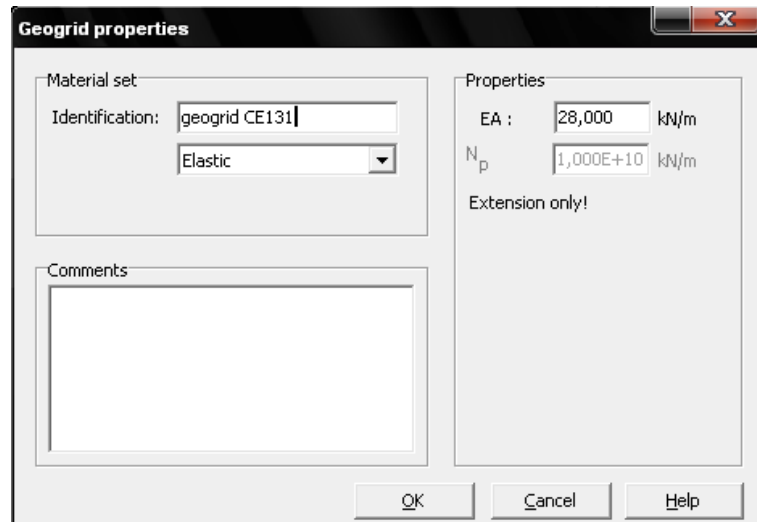 Geogrid properties
Material set
Identification: geogrid CE131
Elastic
Comments
Properties
EA : 28,000 kN/m
Np 1,000E+10 kN/m
Extension only!
OK Cancel Help